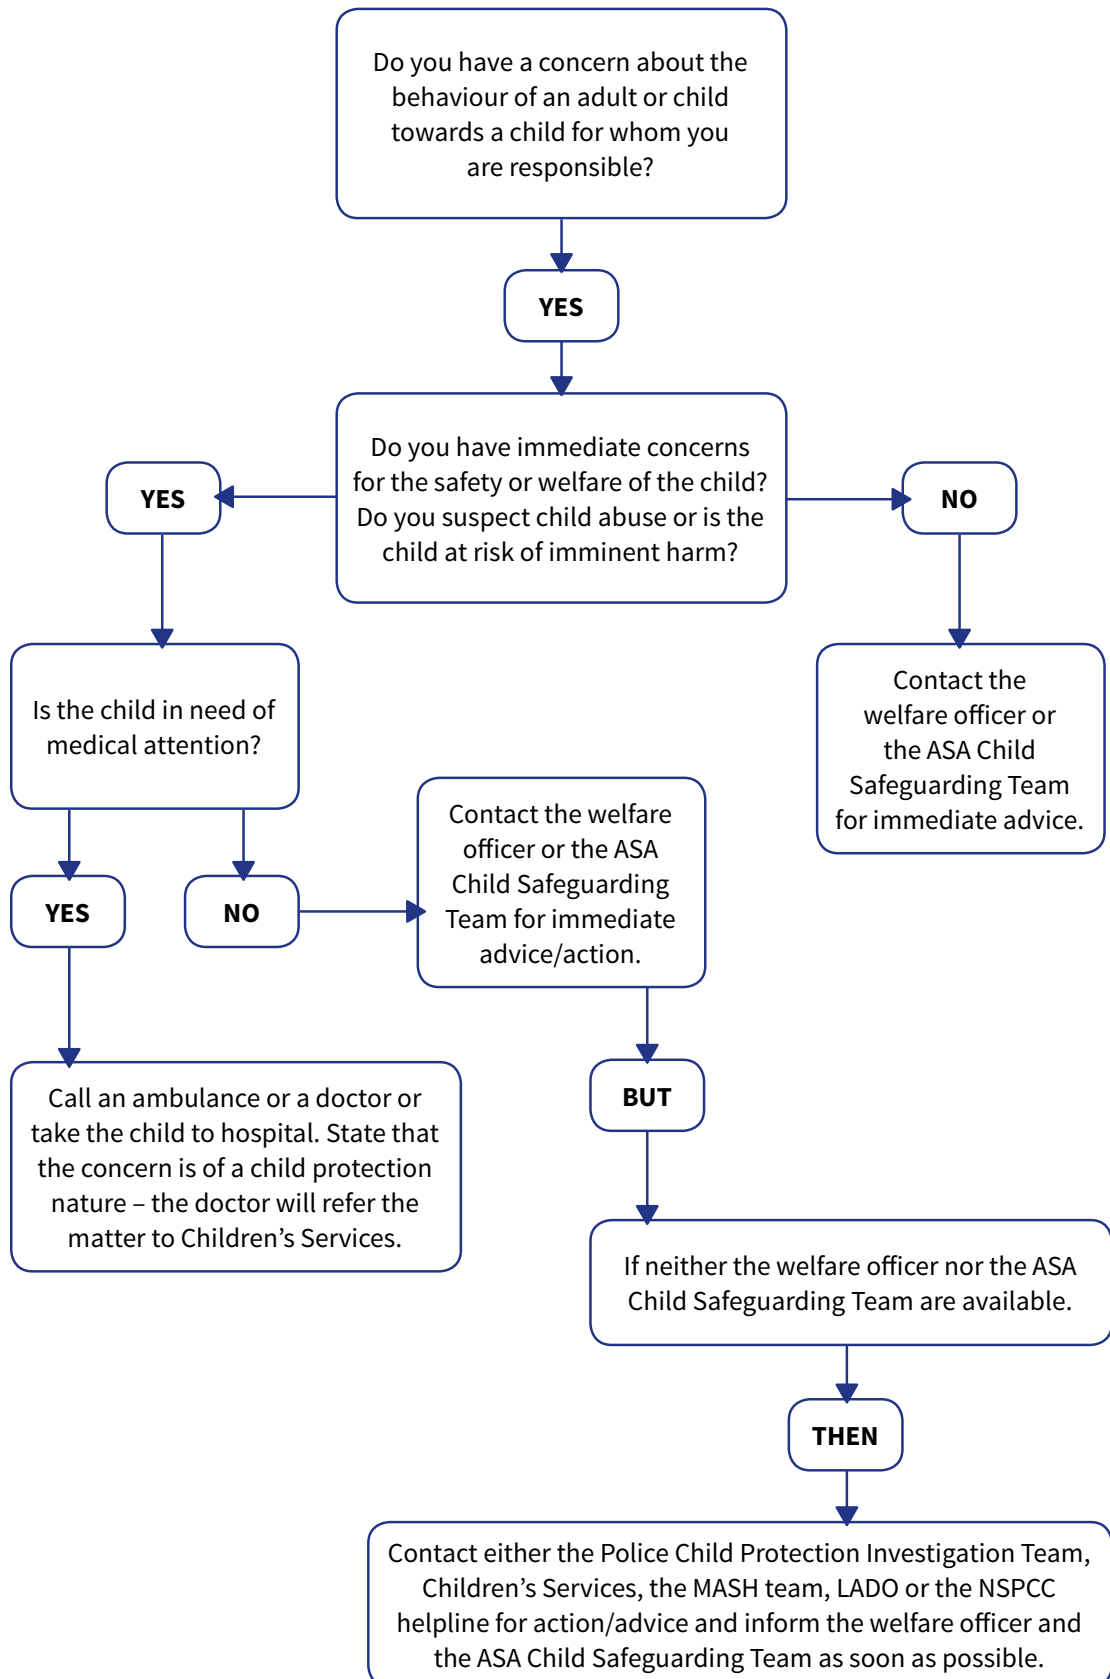 Do you have a concern about the
behaviour of an adult or child
towards a child for whom you
are responsible?
YES
Do you have immediate concerns
for the safety or welfare of the child?
Do you suspect child abuse or is the
child at risk of imminent harm?
YES
NO
Is the child in need of
medical attention?
Contact the
welfare officer or
the ASA Child
Safeguarding Team
for immediate advice.
Contact the welfare
officer or the ASA
Child Safeguarding
Team for immediate
advice/action.
YES
NO
Call an ambulance or a doctor or
take the child to hospital. State that
the concern is of a child protection
nature – the doctor will refer the
matter to Children’s Services.
BUT
If neither the welfare officer nor the ASA
Child Safeguarding Team are available.
THEN
Contact either the Police Child Protection Investigation Team,
Children’s Services, the MASH team, LADO or the NSPCC
helpline for action/advice and inform the welfare officer and
the ASA Child Safeguarding Team as soon as possible.